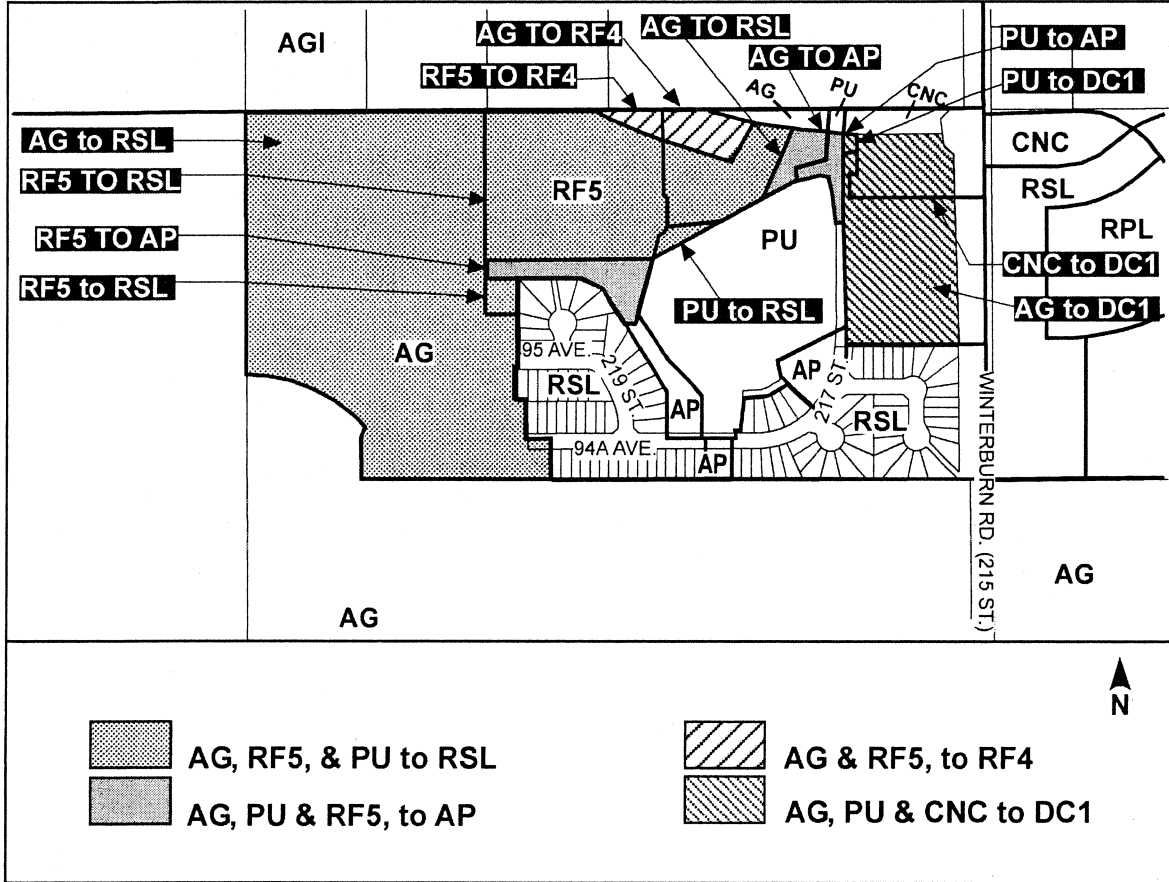 AGI
AG TO RF4
AG TO RSL
PU to AP
RF5 TO RF4
AG TO AP
PU to DC1
AG
PU
CNC
AG to RSL
CNC
RF5 TO RSL
RF5
RSL
RF5 TO AP
PU
RPL
RF5 to RSL
CNC to DC1
PU to RSL
AG to DC1
AG
95 AVE.
219 ST.
RSL
AP
217 ST.
AP
RSL
94A AVE.
AP
WINTERBURN RD. (215 ST.)
AG
AG
N
AG, RF5, & PU to RSL
AG & RF5, to RF4
AG, PU & RF5, to AP
AG, PU & CNC to DC1